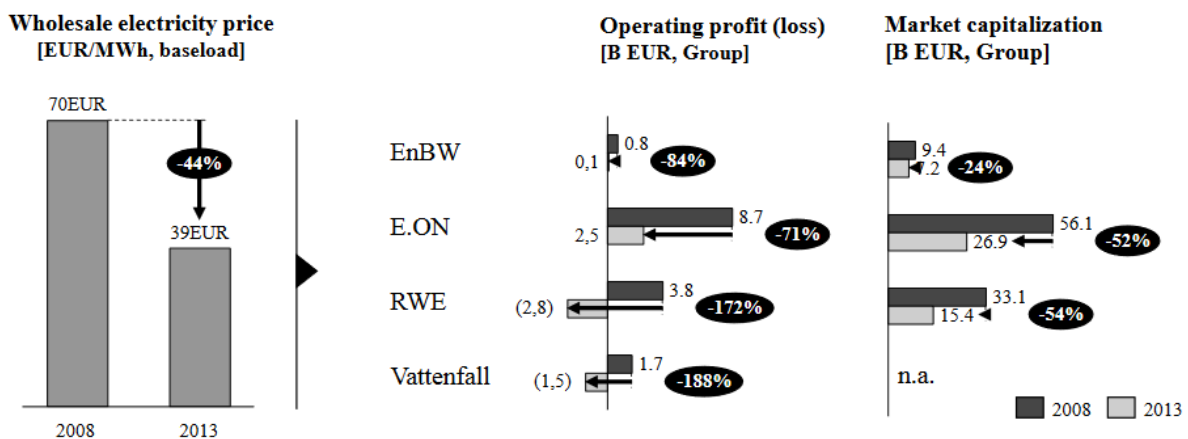 Wholesale electricity price
[EUR/MWh, baseload]
70EUR
-44%
39EUR
2008
2013
Operating profit (loss)
[B EUR, Group]
Market capitalization
[B EUR, Group]
EnBW
0.8
0,1
-84%
9.4
7.2
-24%
E.ON
8.7
2,5
-71%
56.1
26.9
-52%
RWE
3.8
(2,8)
-172%
33.1
15.4
-54%
Vattenfall
1.7
(1,5)
-188%
n.a.
2008
2013